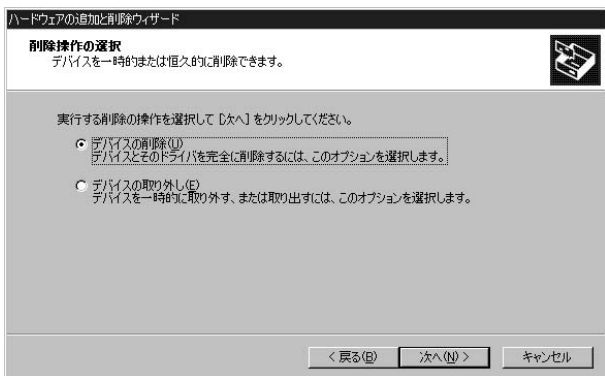 ハードウェアの追加と削除ウィザード
削除操作の選択
デバイスを一時的または恒久的に削除できます。
実行する削除の操作を選択して [次へ] をクリックしてください。
デバイスの削除(U)
デバイスとそのドライバを完全に削除するには、このオプションを選択します。
デバイスの取り外し(E)
デバイスを一時的に取り外す、または取り出すには、このオプションを選択します。
< 戻る(B) 次へ(N) > キャンセル